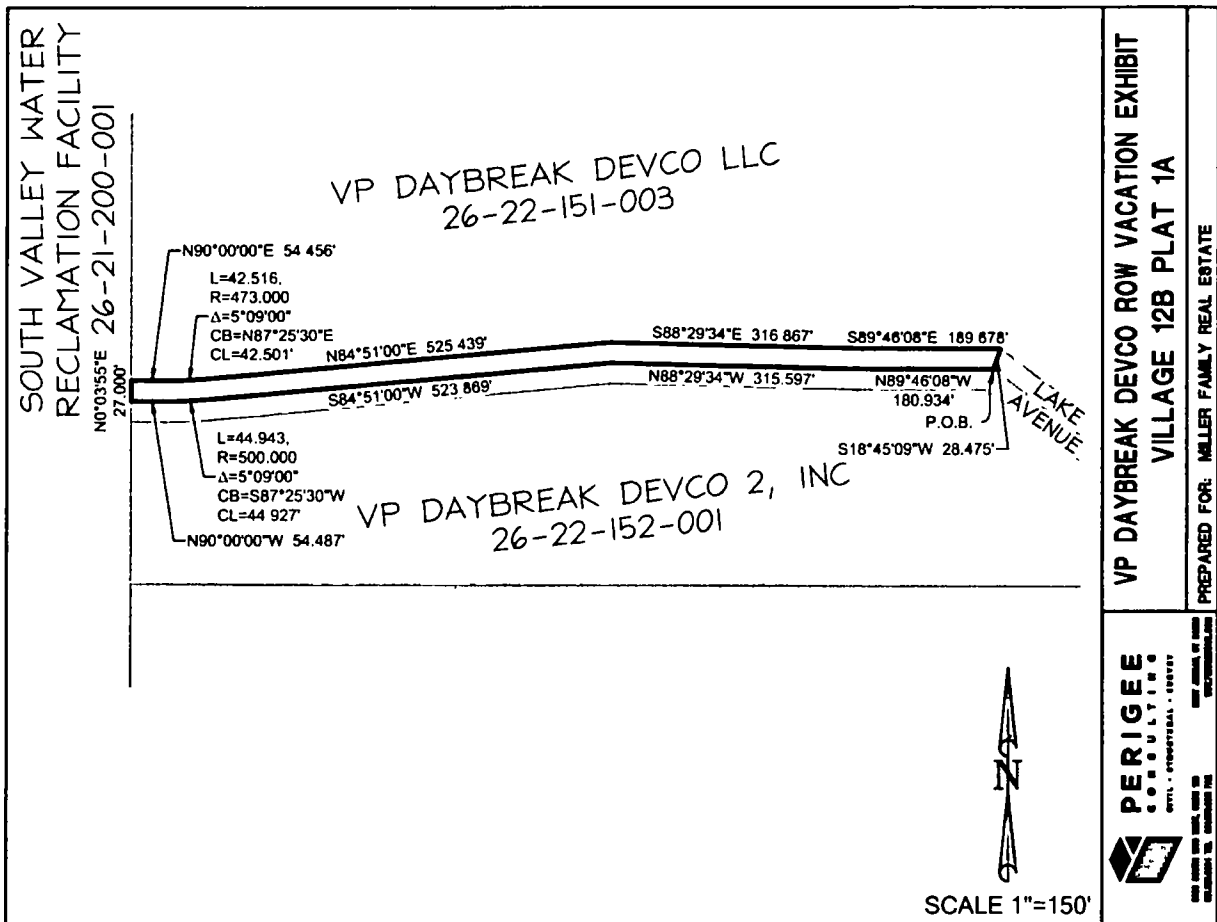 SOUTH VALLEY WATER
RECLAMATION FACILITY
26-21-200-001
N0°03'55"E
27.000'
VP DAYBREAK DEVCO LLC
26-22-151-003
N90°00'00"E 54 456'
L=42.516,
R=473.000
Δ=5°09'00"
CB=N87°25'30"E
CL=42.501'
N84°51'00"E 525 439'
S88°29'34"E 316 867'
S89°46'08"E 189 678'
S84°51'00"W 523 869'
N88°29'34"W 315.597'
N89°46'08"W
180.934'
P.O.B.
S18°45'09"W 28.475'
LAKE
AVENUE
L=44.943,
R=500.000
Δ=5°09'00"
CB=S87°25'30"W
CL=44 927'
N90°00'00"W 54.487'
VP DAYBREAK DEVCO 2, INC
26-22-152-001
N
SCALE 1"=150'
VP DAYBREAK DEVCO ROW VACATION EXHIBIT
VILLAGE 12B PLAT 1A
PREPARED FOR: MILLER FAMILY REAL ESTATE
PERIGEE
CONSULTING
CIVIL • STRUCTURAL • SURVEY